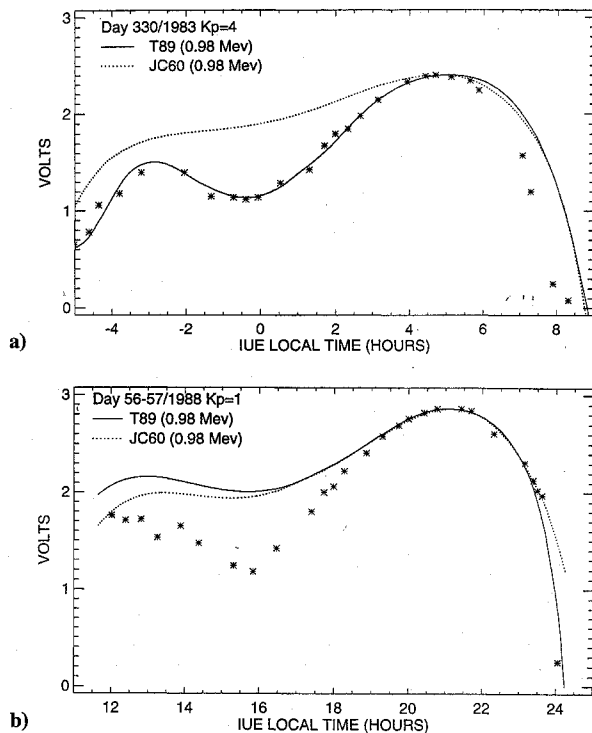 3
Day 330/1983 Kp=4
T89 (0.98 Mev)
JC60 (0.98 Mev)
2
VOLTS
1
0
-4 -2 0 2 4 6 8
a) IUE LOCAL TIME (HOURS)
3
Day 56-57/1988 Kp=1
T89 (0.98 Mev)
JC60 (0.98 Mev)
2
VOLTS
1
0
12 14 16 18 20 22 24
b) IUE LOCAL TIME (HOURS)